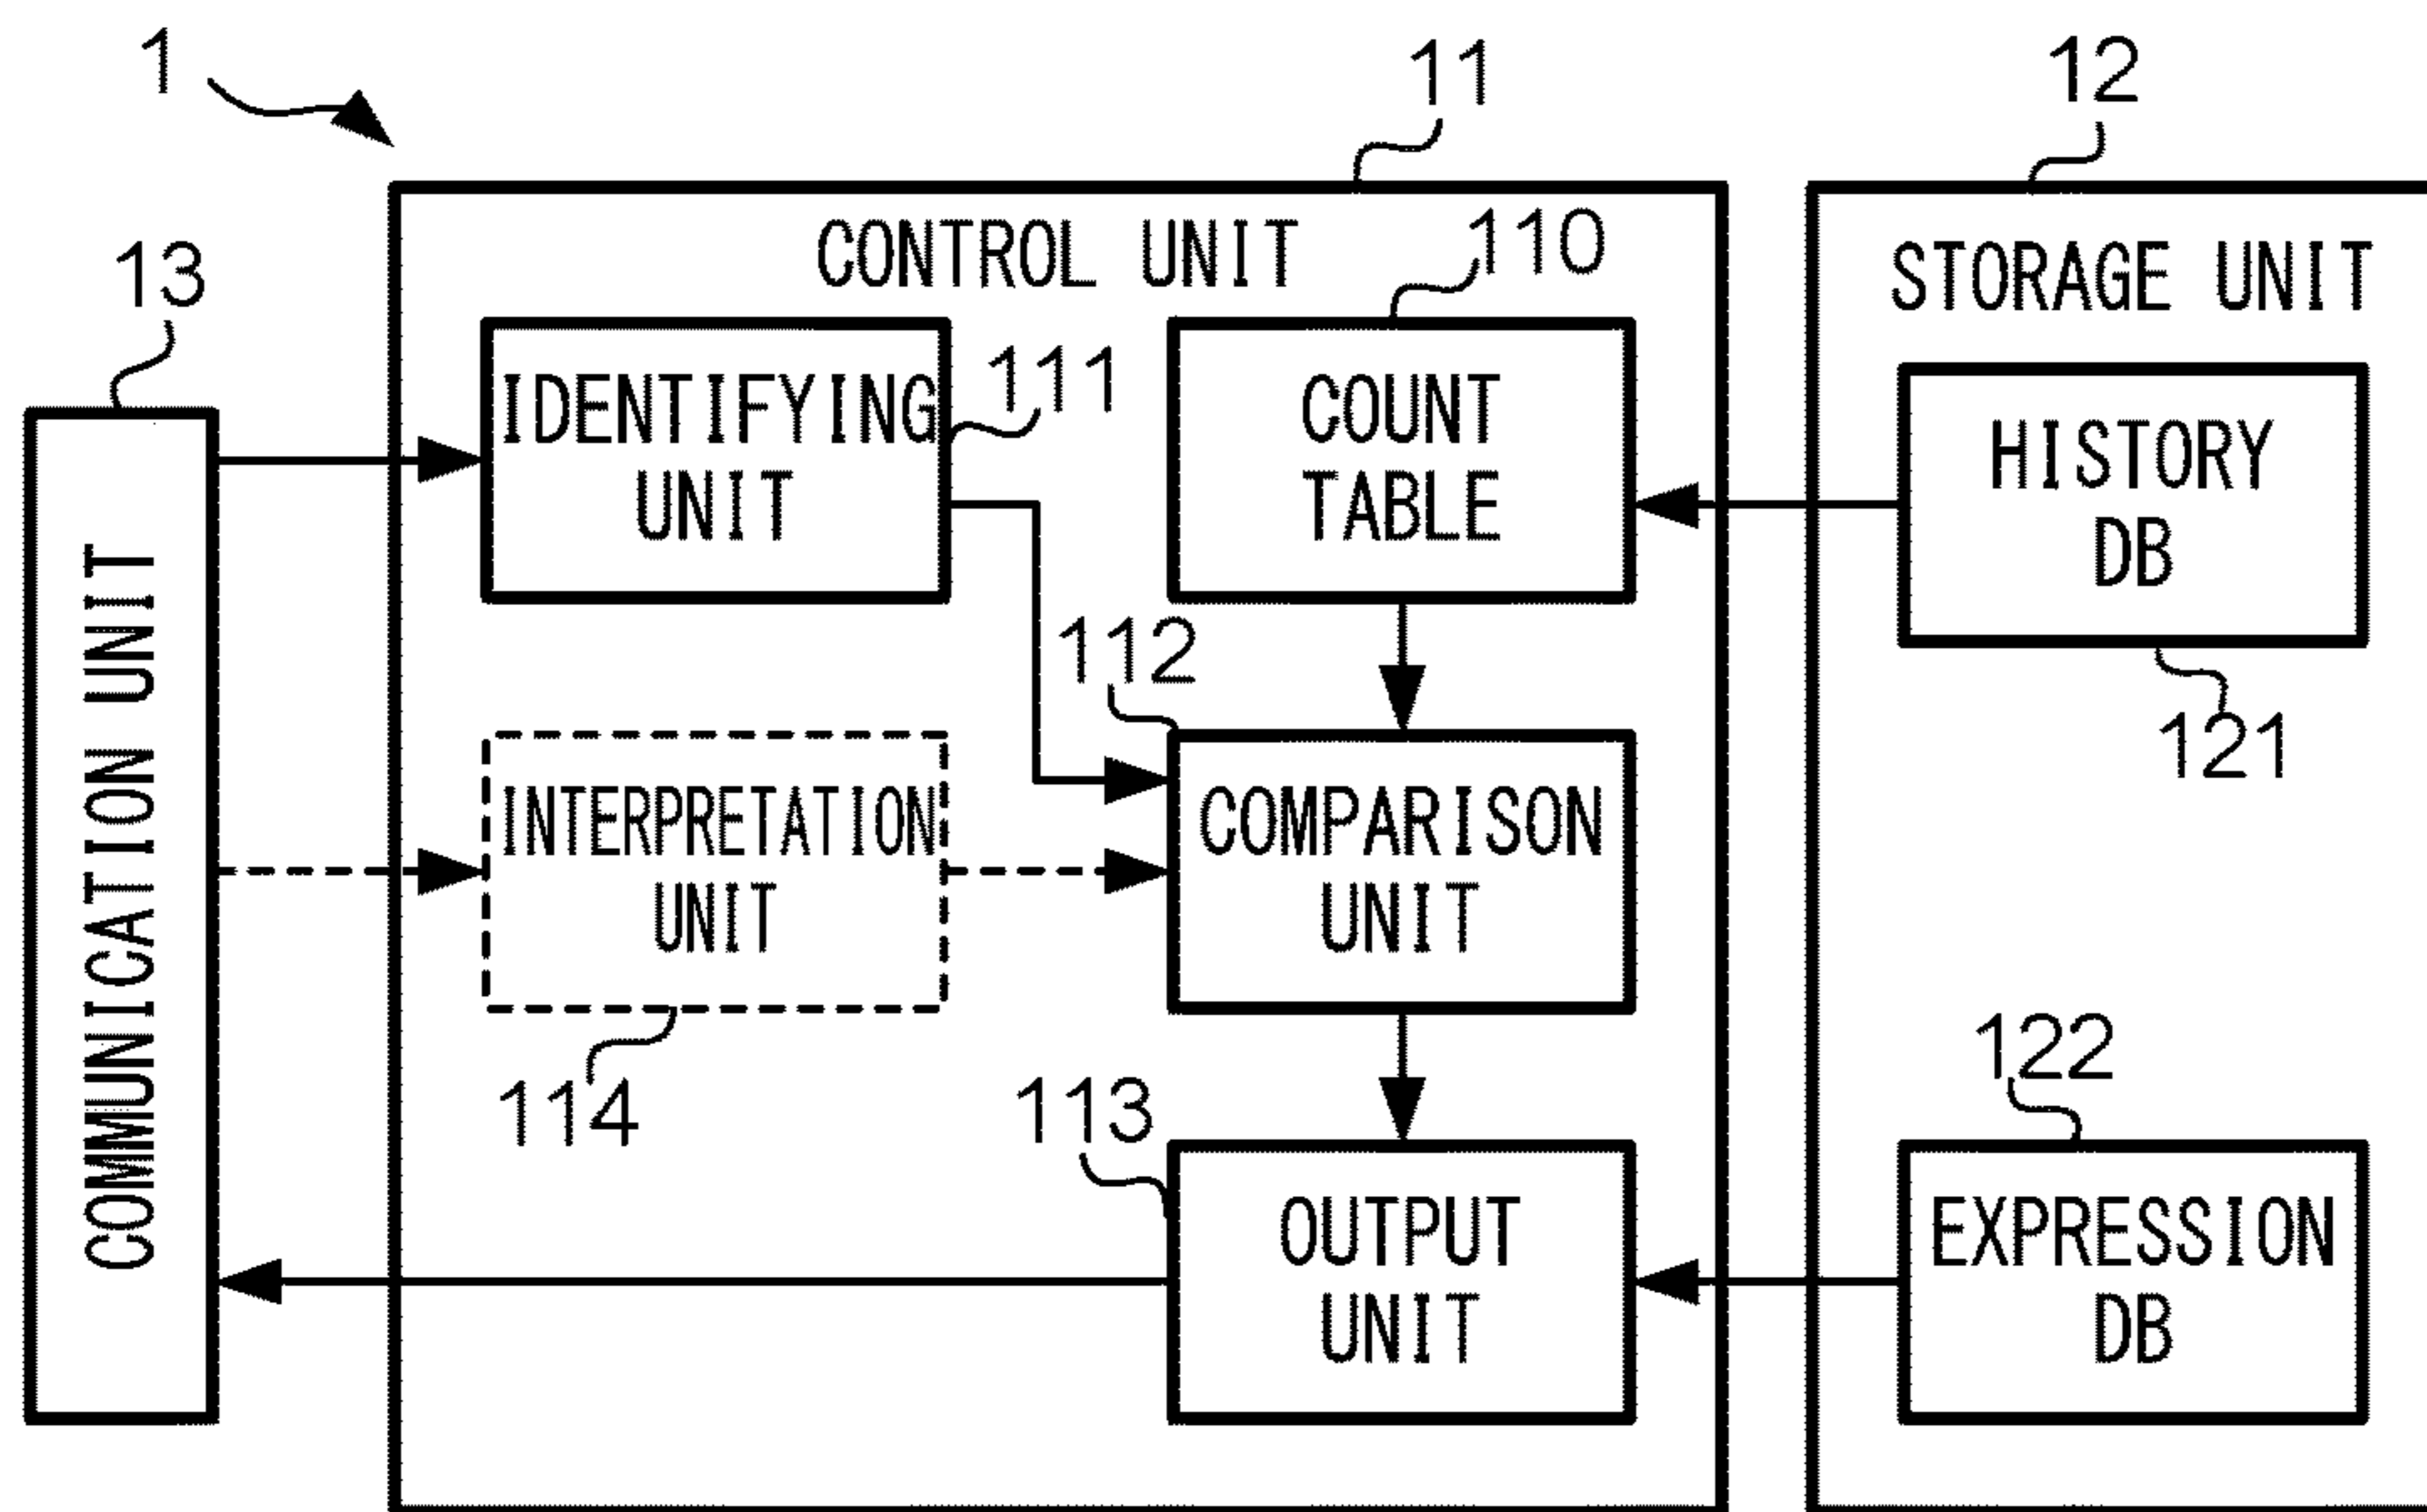 1
11
12
13
CONTROL UNIT
110
STORAGE UNIT
IDENTIFYING
UNIT
111
COUNT
TABLE
HISTORY
DB
121
112
COMMUNICATION UNIT
INTERPRETATION
UNIT
114
COMPARISON
UNIT
122
113
OUTPUT
UNIT
EXPRESSION
DB